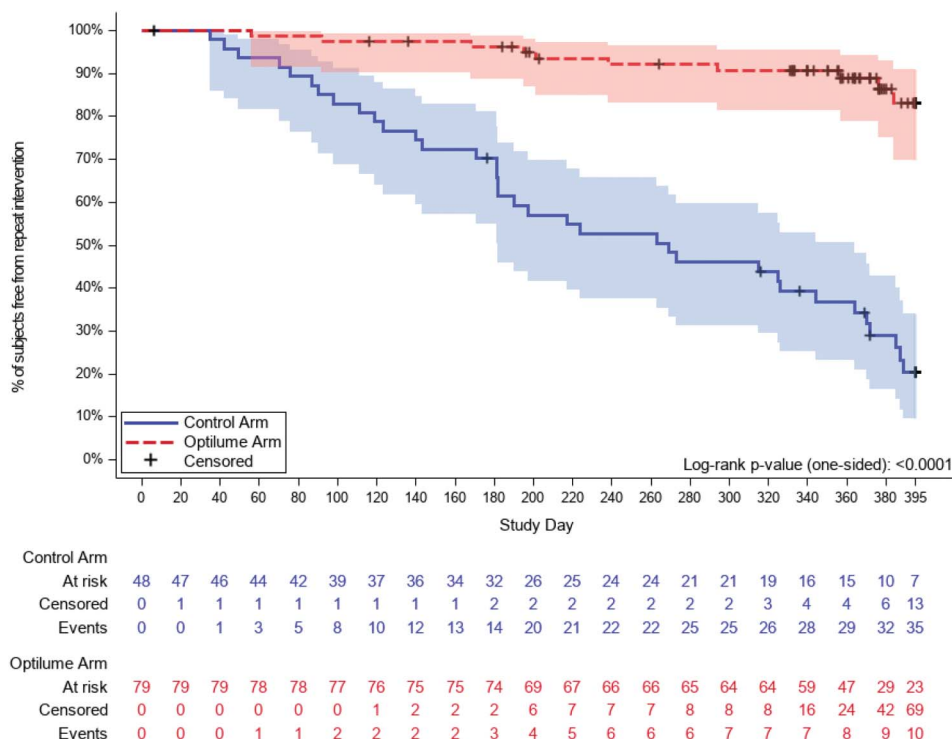 100%
90%
80%
70%
60%
50%
40%
30%
20%
10%
0%
% of subjects free from repeat intervention
Control Arm
Optilume Arm
Censored
Log-rank p-value (one-sided): <0.0001
0 20 40 60 80 100 120 140 160 180 200 220 240 260 280 300 320 340 360 380 395
Study Day
Control Arm
At risk 48 47 46 44 42 39 37 36 34 32 26 25 24 24 21 21 19 16 15 10 7
Censored 0 1 1 1 1 1 1 1 1 2 2 2 2 2 2 2 3 4 4 6 13
Events 0 0 1 3 5 8 10 12 13 14 20 21 22 22 25 25 26 28 29 32 35
Optilume Arm
At risk 79 79 79 78 78 77 76 75 75 74 69 67 66 66 65 64 64 59 47 29 23
Censored 0 0 0 0 0 0 1 2 2 2 6 7 7 7 8 8 8 16 24 42 69
Events 0 0 0 1 1 2 2 2 2 3 4 5 6 6 6 7 7 7 8 9 10